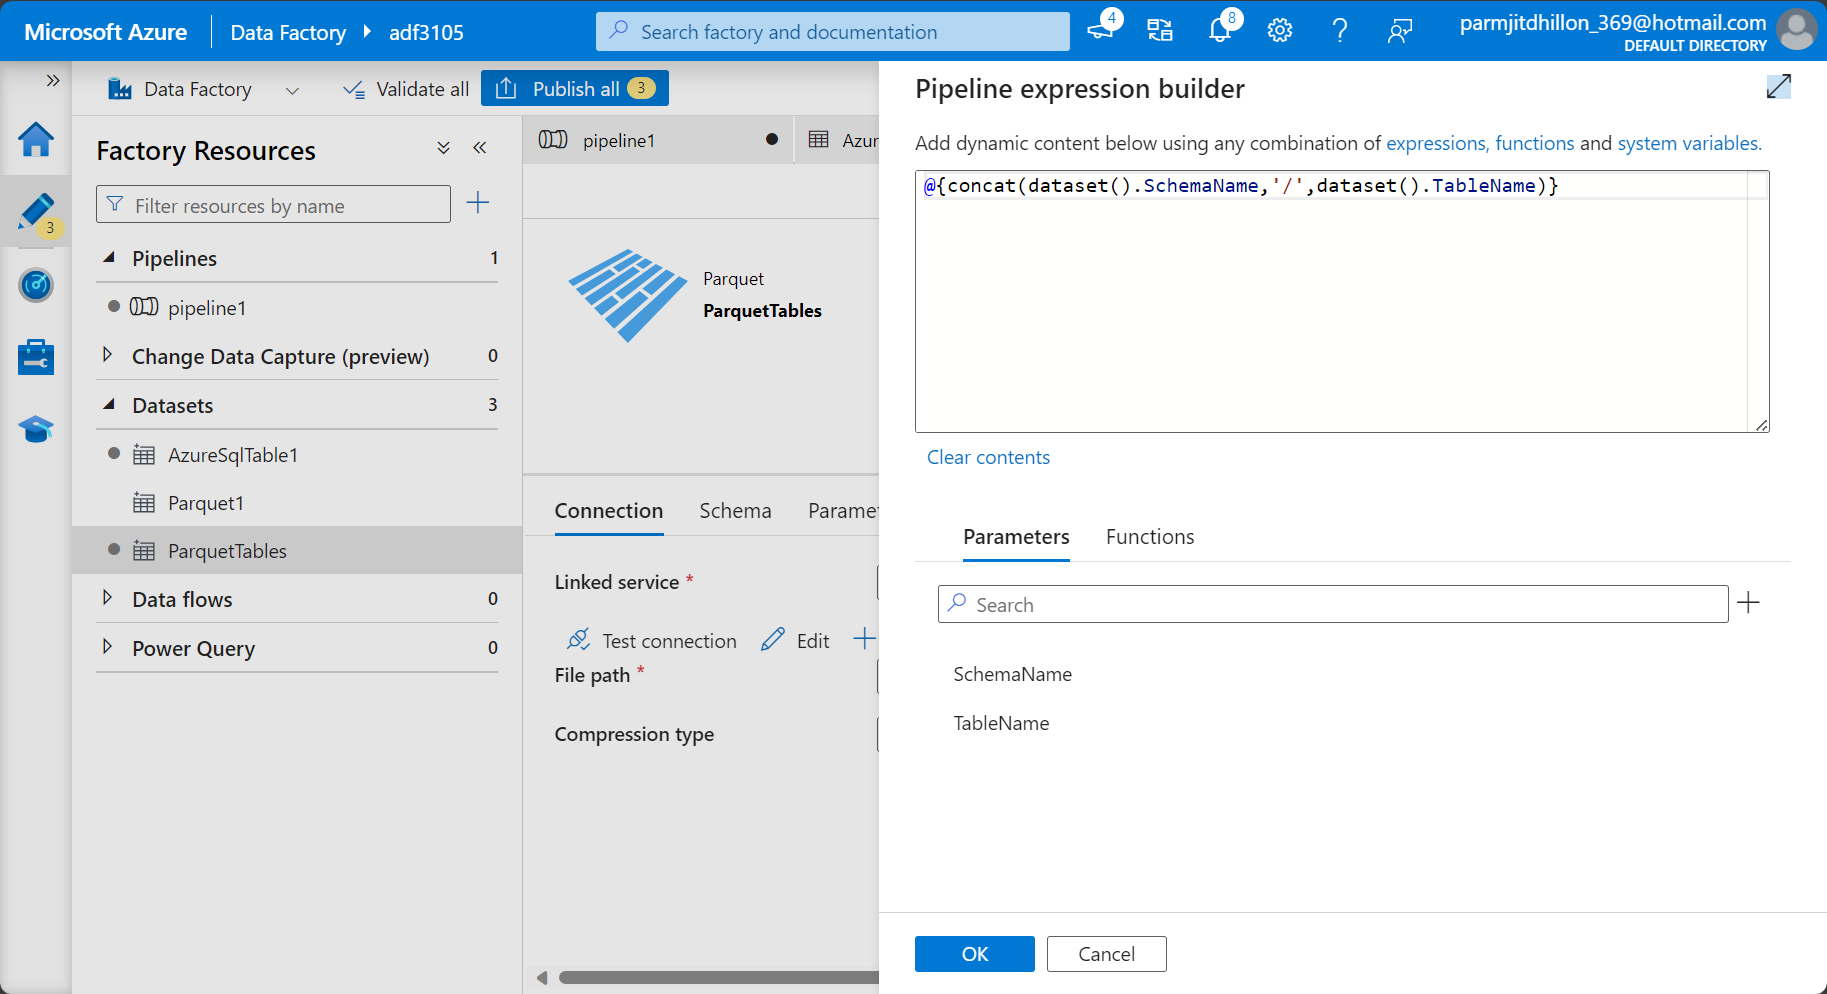 Microsoft Azure
Data Factory
adf3105
Search factory and documentation
4
8
parmjitdhillon_369@hotmail.com
DEFAULT DIRECTORY
Data Factory
Validate all
Publish all 3
3
Factory Resources
Filter resources by name
Pipelines 1
pipeline1
Change Data Capture (preview) 0
Datasets 3
AzureSqlTable1
Parquet1
ParquetTables
Data flows 0
Power Query 0
pipeline1
Azur
Parquet
ParquetTables
Connection
Schema
Paramet
Linked service *
Test connection
Edit
File path *
Compression type
Pipeline expression builder
Add dynamic content below using any combination of expressions, functions and system variables.
@{concat(dataset().SchemaName,'/',dataset().TableName)}
Clear contents
Parameters
Functions
Search
SchemaName
TableName
OK
Cancel